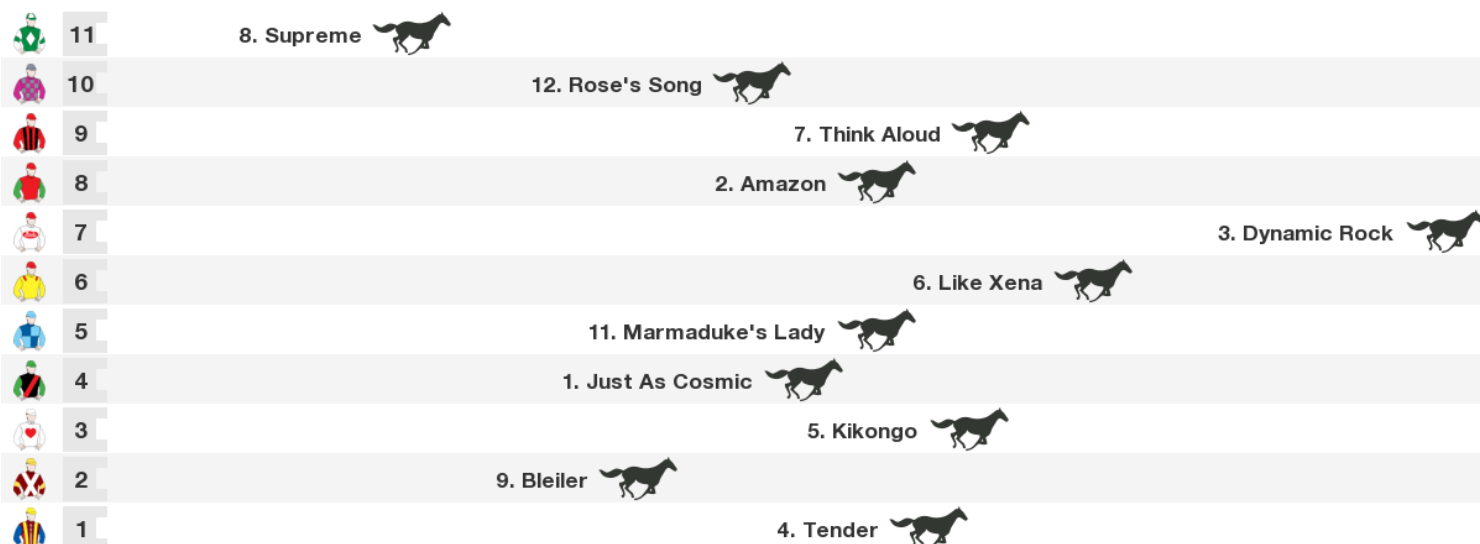 11 8. Supreme
10 12. Rose's Song
9 7. Think Aloud
8 2. Amazon
7 3. Dynamic Rock
6 6. Like Xena
5 11. Marmaduke's Lady
4 1. Just As Cosmic
3 5. Kikongo
2 9. Bleiler
1 4. Tender